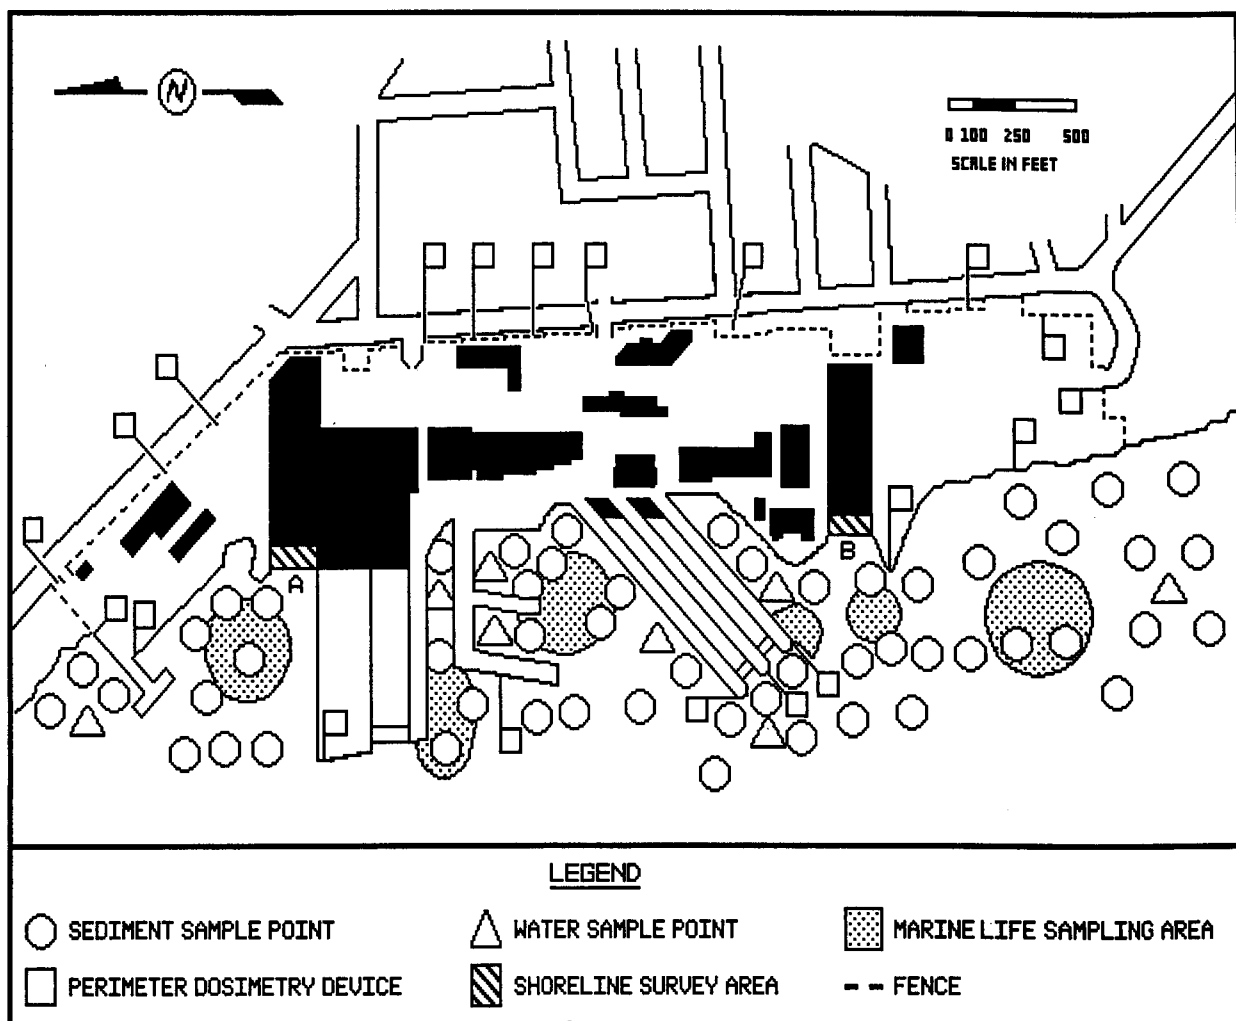 N
0 100 250 500
SCALE IN FEET
A
B
LEGEND
SEDIMENT SAMPLE POINT
WATER SAMPLE POINT
MARINE LIFE SAMPLING AREA
PERIMETER DOSIMETRY DEVICE
SHORELINE SURVEY AREA
FENCE